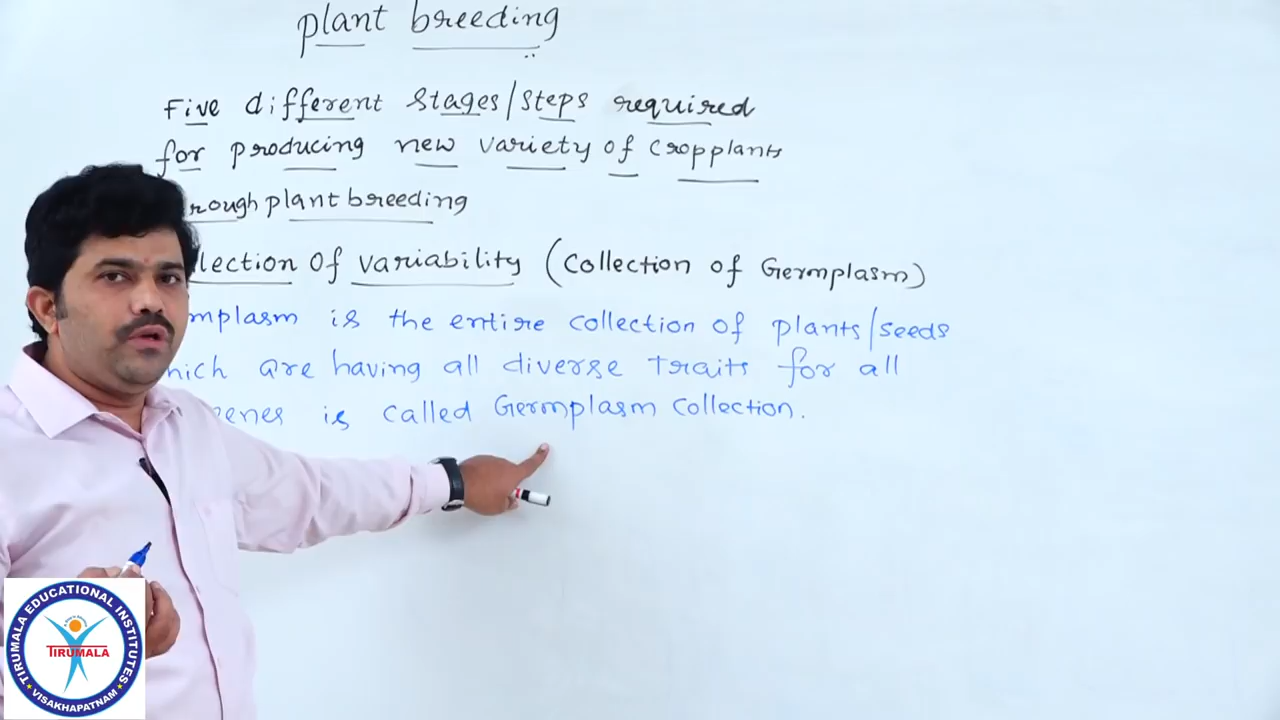 plant breeding
Five different stages/steps required
for producing new variety of cropplants
rough plant breeding
lection of variability (Collection of Germplasm)
mplasm is the entire collection of plants/seeds
hich are having all diverse traits for all
enes is called Germplasm collection.
TIRUMALA EDUCATIONAL INSTITUTES
TIRUMALA
VISAKHAPATNAM